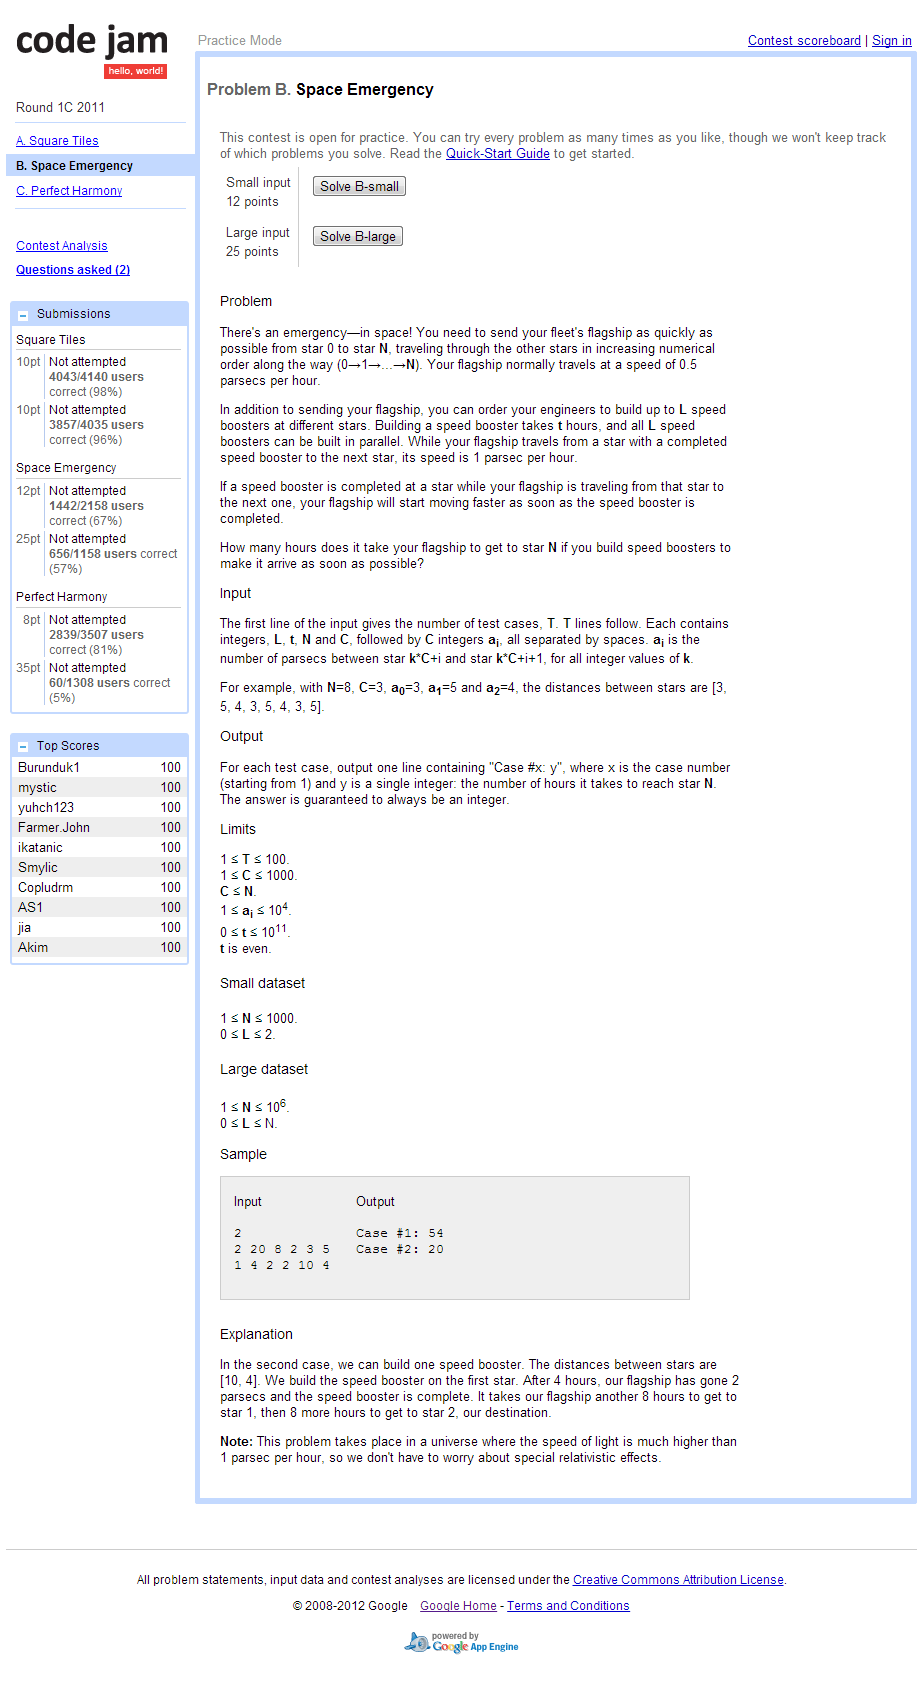 code jam
hello, world!
Practice Mode
Contest scoreboard | Sign in
Round 1C 2011
A. Square Tiles
B. Space Emergency
C. Perfect Harmony
Contest Analysis
Questions asked (2)
Submissions
Square Tiles
10pt Not attempted
4043/4140 users
correct (98%)
10pt Not attempted
3857/4035 users
correct (96%)
Space Emergency
12pt Not attempted
1442/2158 users
correct (67%)
25pt Not attempted
656/1158 users correct
(57%)
Perfect Harmony
8pt Not attempted
2839/3507 users
correct (81%)
35pt Not attempted
60/1308 users correct
(5%)
Top Scores
Burunduk1 100
mystic 100
yuhch123 100
Farmer.John 100
ikatanic 100
Smylic 100
Copludrm 100
AS1 100
jia 100
Akim 100
Problem B. Space Emergency
This contest is open for practice. You can try every problem as many times as you like, though we won't keep track
of which problems you solve. Read the Quick-Start Guide to get started.
Small input
12 points
Solve B-small
Large input
25 points
Solve B-large
Problem
There's an emergency—in space! You need to send your fleet's flagship as quickly as
possible from star 0 to star N, traveling through the other stars in increasing numerical
order along the way (0→1→...→N). Your flagship normally travels at a speed of 0.5
parsecs per hour.
In addition to sending your flagship, you can order your engineers to build up to L speed
boosters at different stars. Building a speed booster takes t hours, and all L speed
boosters can be built in parallel. While your flagship travels from a star with a completed
speed booster to the next star, its speed is 1 parsec per hour.
If a speed booster is completed at a star while your flagship is traveling from that star to
the next one, your flagship will start moving faster as soon as the speed booster is
completed.
How many hours does it take your flagship to get to star N if you build speed boosters to
make it arrive as soon as possible?
Input
The first line of the input gives the number of test cases, T. T lines follow. Each contains
integers, L, t, N and C, followed by C integers ai, all separated by spaces. ai is the
number of parsecs between star k*C+i and star k*C+i+1, for all integer values of k.
For example, with N=8, C=3, a0=3, a1=5 and a2=4, the distances between stars are [3,
5, 4, 3, 5, 4, 3, 5].
Output
For each test case, output one line containing "Case #x: y", where x is the case number
(starting from 1) and y is a single integer: the number of hours it takes to reach star N.
The answer is guaranteed to always be an integer.
Limits
1 ≤ T ≤ 100.
1 ≤ C ≤ 1000.
C ≤ N.
1 ≤ ai ≤ 10⁴.
0 ≤ t ≤ 10¹¹.
t is even.
Small dataset
1 ≤ N ≤ 1000.
0 ≤ L ≤ 2.
Large dataset
1 ≤ N ≤ 10⁶.
0 ≤ L ≤ N.
Sample
Input Output
2 Case #1: 54
2 20 8 2 3 5 Case #2: 20
1 4 2 2 10 4
Explanation
In the second case, we can build one speed booster. The distances between stars are
[10, 4]. We build the speed booster on the first star. After 4 hours, our flagship has gone 2
parsecs and the speed booster is complete. It takes our flagship another 8 hours to get to
star 1, then 8 more hours to get to star 2, our destination.
Note: This problem takes place in a universe where the speed of light is much higher than
1 parsec per hour, so we don't have to worry about special relativistic effects.
All problem statements, input data and contest analyses are licensed under the Creative Commons Attribution License.
© 2008-2012 Google Google Home - Terms and Conditions
powered by
Google App Engine